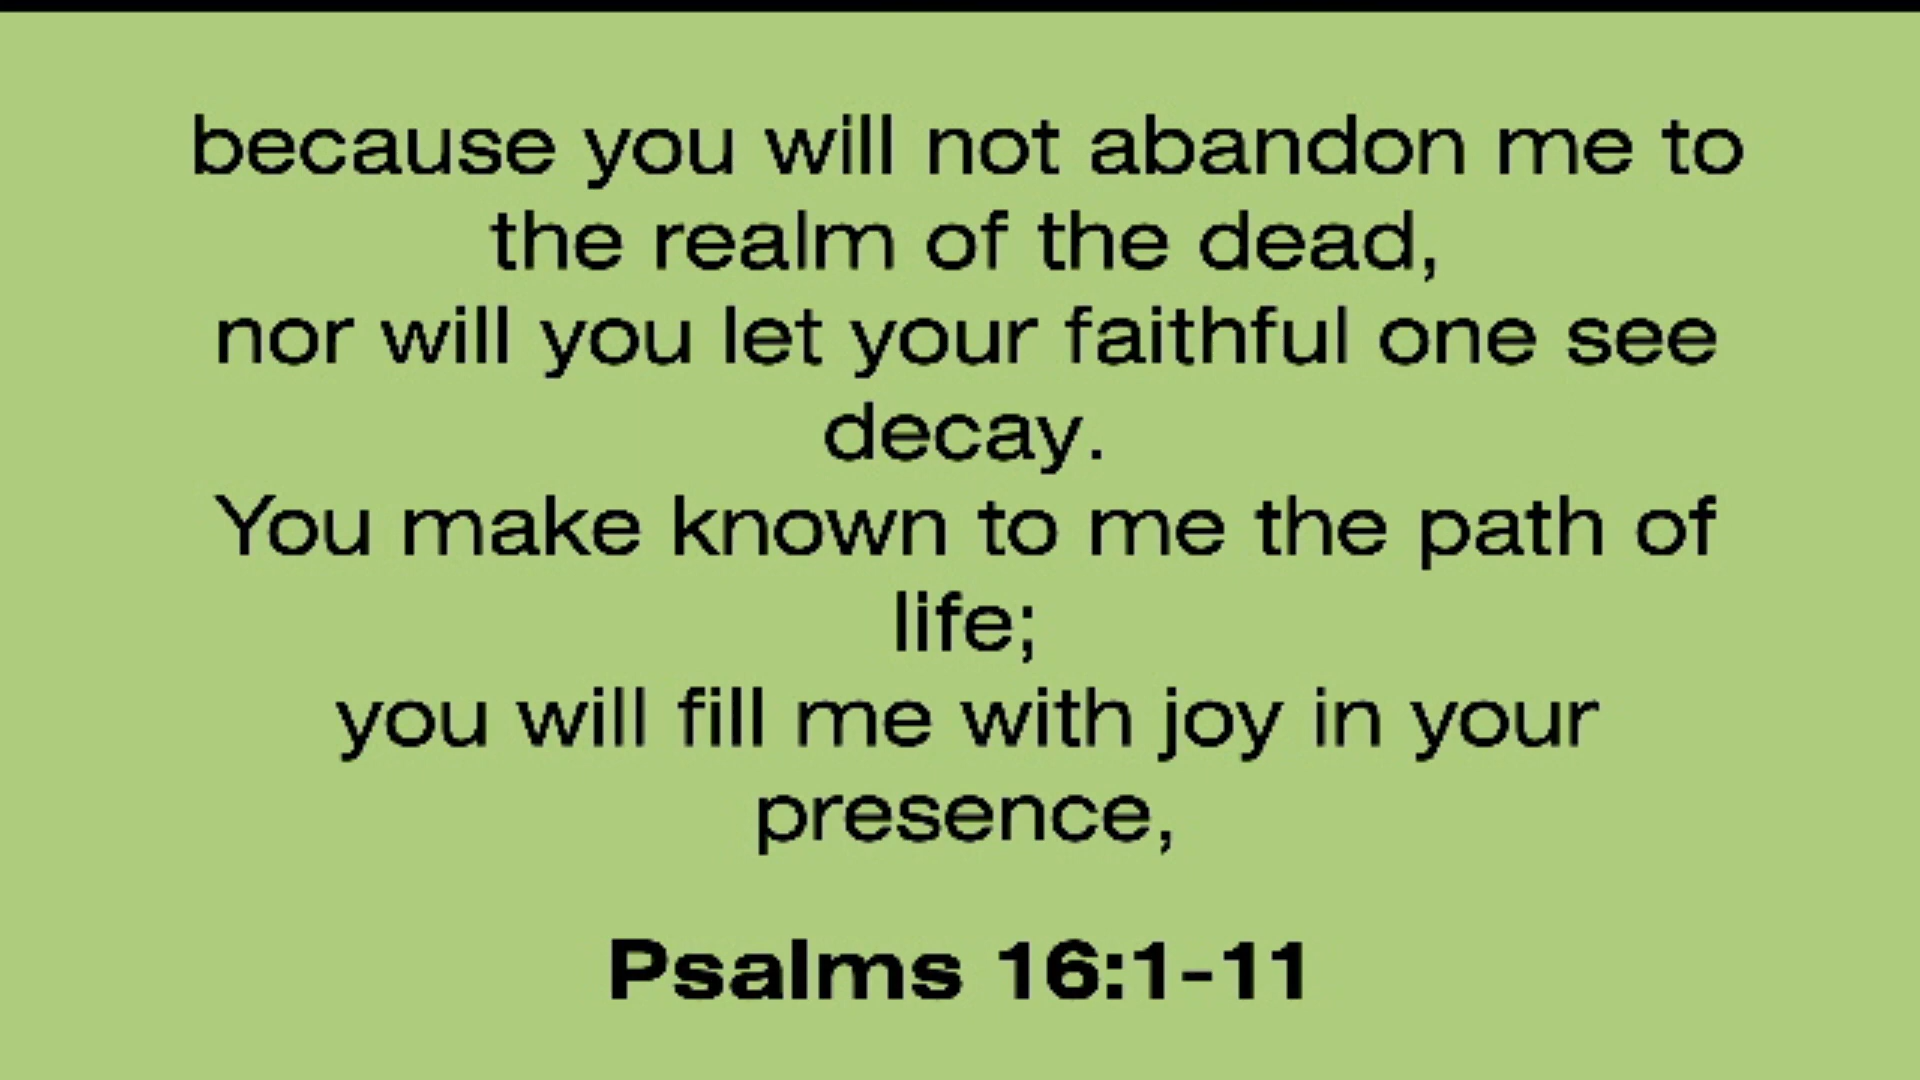 because you will not abandon me to
the realm of the dead,
nor will you let your faithful one see
decay.
You make known to me the path of
life;
you will fill me with joy in your
presence,
Psalms 16:1-11